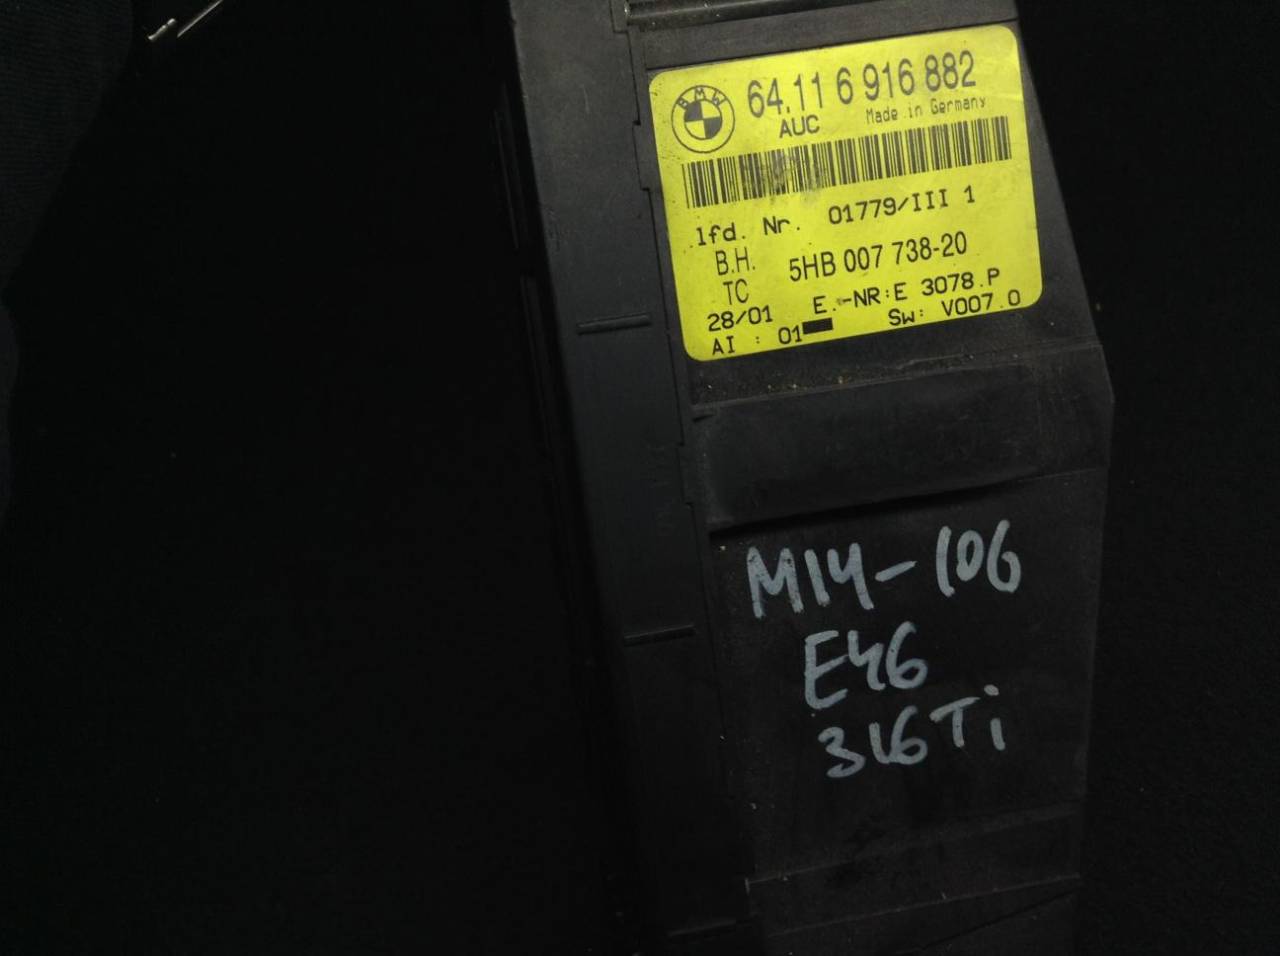 BMW
64.11 6 916 882
AUC Made in Germany
lfd. Nr. 01779/III 1
B.H. 5HB 007 738-20
TC
28/01 E.-NR:E 3078.P
AI : 01 Sw: V007.0
M14-106
E46
316Ti